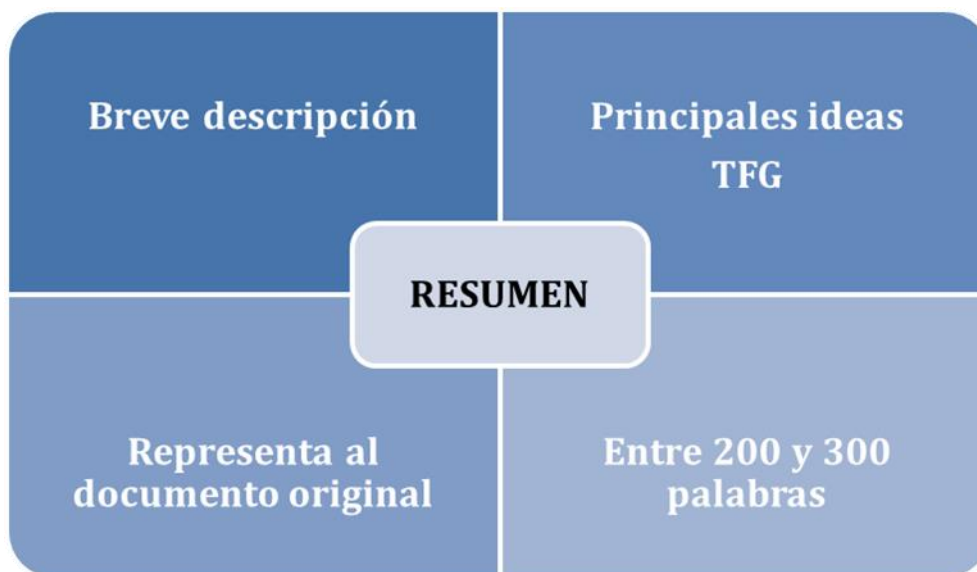 Breve descripción
Principales ideas
TFG
RESUMEN
Representa al
documento original
Entre 200 y 300
palabras